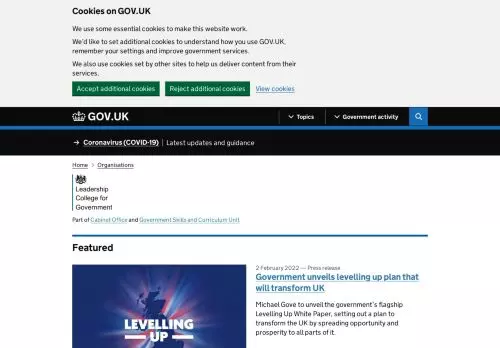 Cookies on GOV.UK
We use some essential cookies to make this website work.
We'd like to set additional cookies to understand how you use GOV.UK,
remember your settings and improve government services.
We also use cookies set by other sites to help us deliver content from their
services.
Accept additional cookies Reject additional cookies View cookies
GOV.UK Topics Government activity
→ Coronavirus (COVID-19) Latest updates and guidance
Home > Organisations
Leadership
College for
Government
Part of Cabinet Office and Government Skills and Curriculum Unit
Featured
LEVELLING
UP
2 February 2022 — Press release
Government unveils levelling up plan that
will transform UK
Michael Gove to unveil the government's flagship
Levelling Up White Paper, setting out a plan to
transform the UK by spreading opportunity and
prosperity to all parts of it.